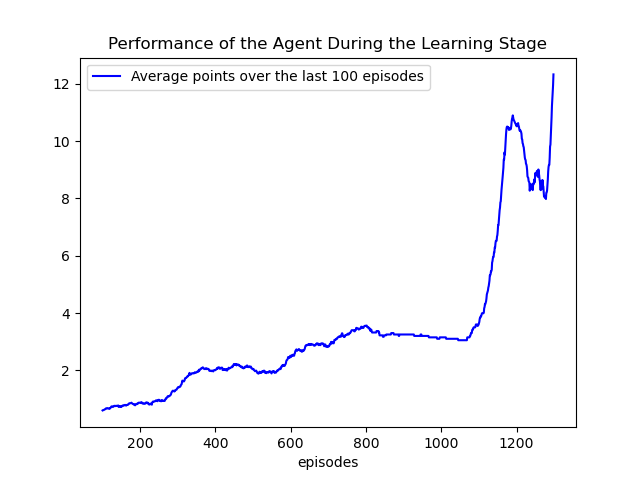 Performance of the Agent During the Learning Stage
Average points over the last 100 episodes
12
10
8
6
4
2
200 400 600 800 1000 1200
episodes